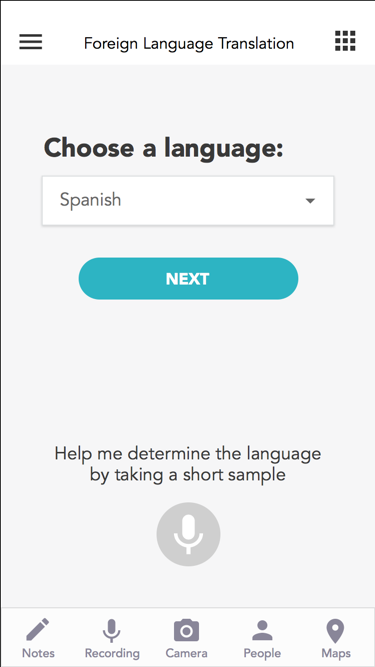 Foreign Language Translation
Choose a language:
Spanish
NEXT
Help me determine the language
by taking a short sample
Notes
Recording
Camera
People
Maps